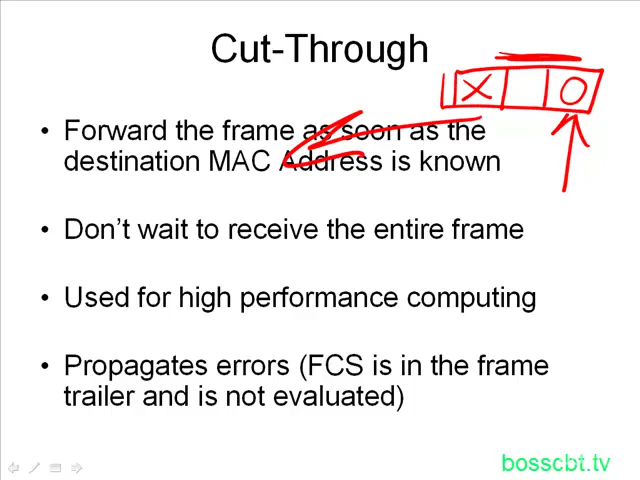 Cut-Through
• Forward the frame as soon as the
destination MAC Address is known
• Don't wait to receive the entire frame
• Used for high performance computing
• Propagates errors (FCS is in the frame
trailer and is not evaluated)
bosscbt.tv